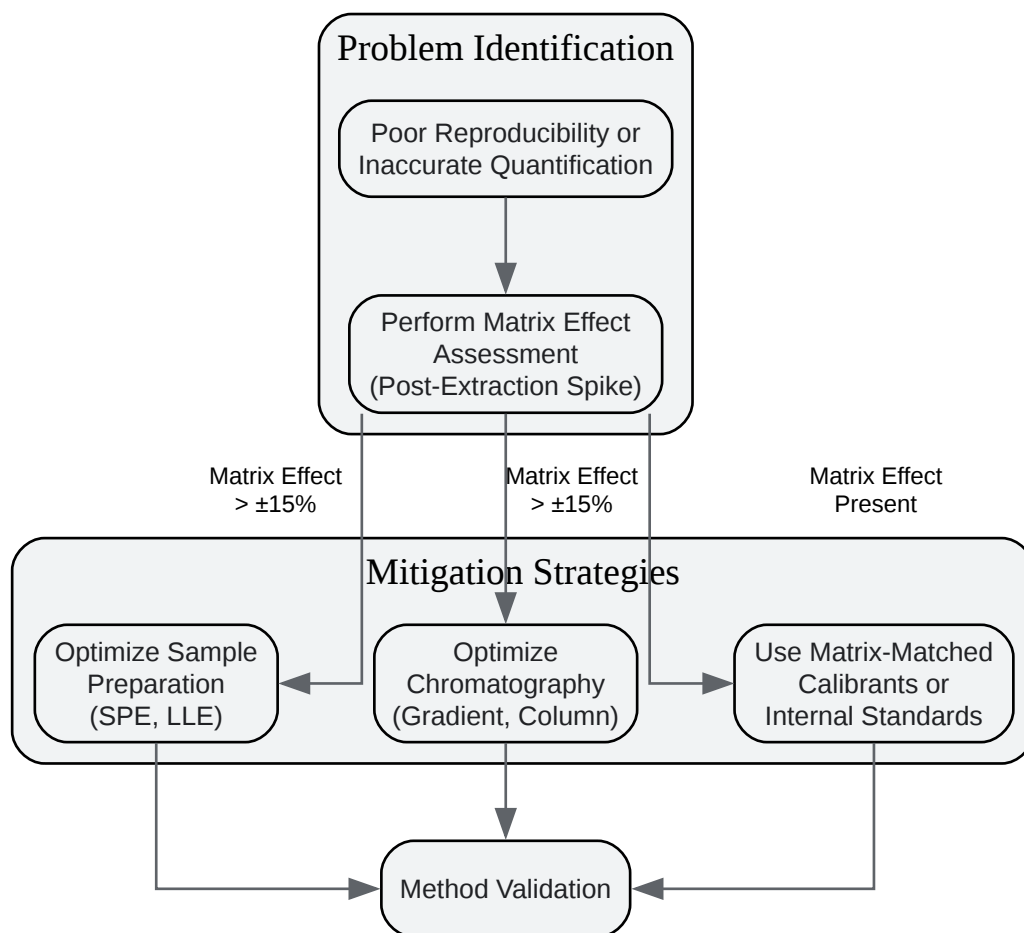 Problem Identification
Poor Reproducibility or
Inaccurate Quantification
Perform Matrix Effect
Assessment
(Post-Extraction Spike)
Matrix Effect
> ±15%
Matrix Effect
> ±15%
Matrix Effect
Present
Mitigation Strategies
Optimize Sample
Preparation
(SPE, LLE)
Optimize
Chromatography
(Gradient, Column)
Use Matrix-Matched
Calibrants or
Internal Standards
Method Validation